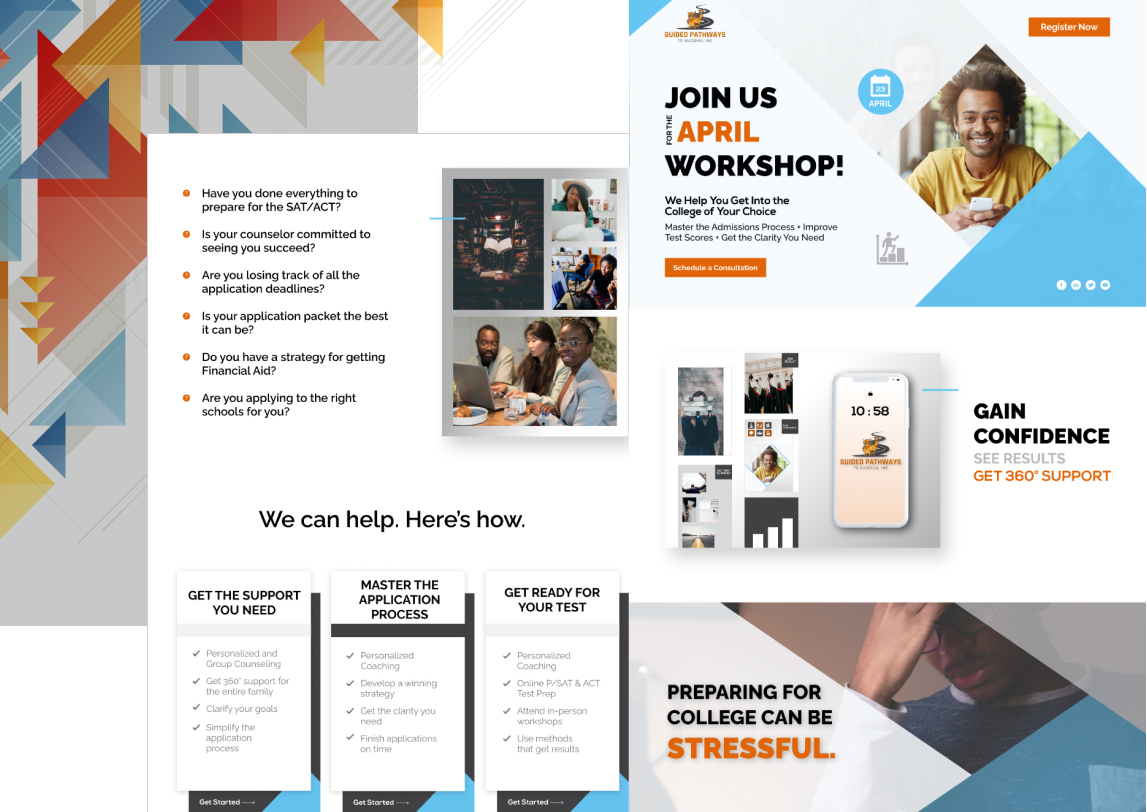 Have you done everything to
prepare for the SAT/ACT?
Is your counselor committed to
seeing you succeed?
Are you losing track of all the
application deadlines?
Is your application packet the best
it can be?
Do you have a strategy for getting
Financial Aid?
Are you applying to the right
schools for you?
We can help. Here's how.
GET THE SUPPORT
YOU NEED
Personalized and
Group Counseling
Get 360° support for
the entire family
Clarify your goals
Simplify the
application
process
Get Started
MASTER THE
APPLICATION
PROCESS
Personalized
Coaching
Develop a winning
strategy
Get the clarity you
need
Finish applications
on time
Get Started
GET READY FOR
YOUR TEST
Personalized
Coaching
Online P/SAT & ACT
Test Prep
Attend in-person
workshops
Use methods
that get results
Get Started
GUIDED PATHWAYS
TO SUCCESS, INC
Register Now
23
APRIL
JOIN US
FOR THE
APRIL
WORKSHOP!
We Help You Get Into the
College of Your Choice
Master the Admissions Process + Improve
Test Scores + Get the Clarity You Need
Schedule a Consultation
10:58
GUIDED PATHWAYS
TO SUCCESS, INC
GAIN
CONFIDENCE
SEE RESULTS
GET 360° SUPPORT
PREPARING FOR
COLLEGE CAN BE
STRESSFUL.